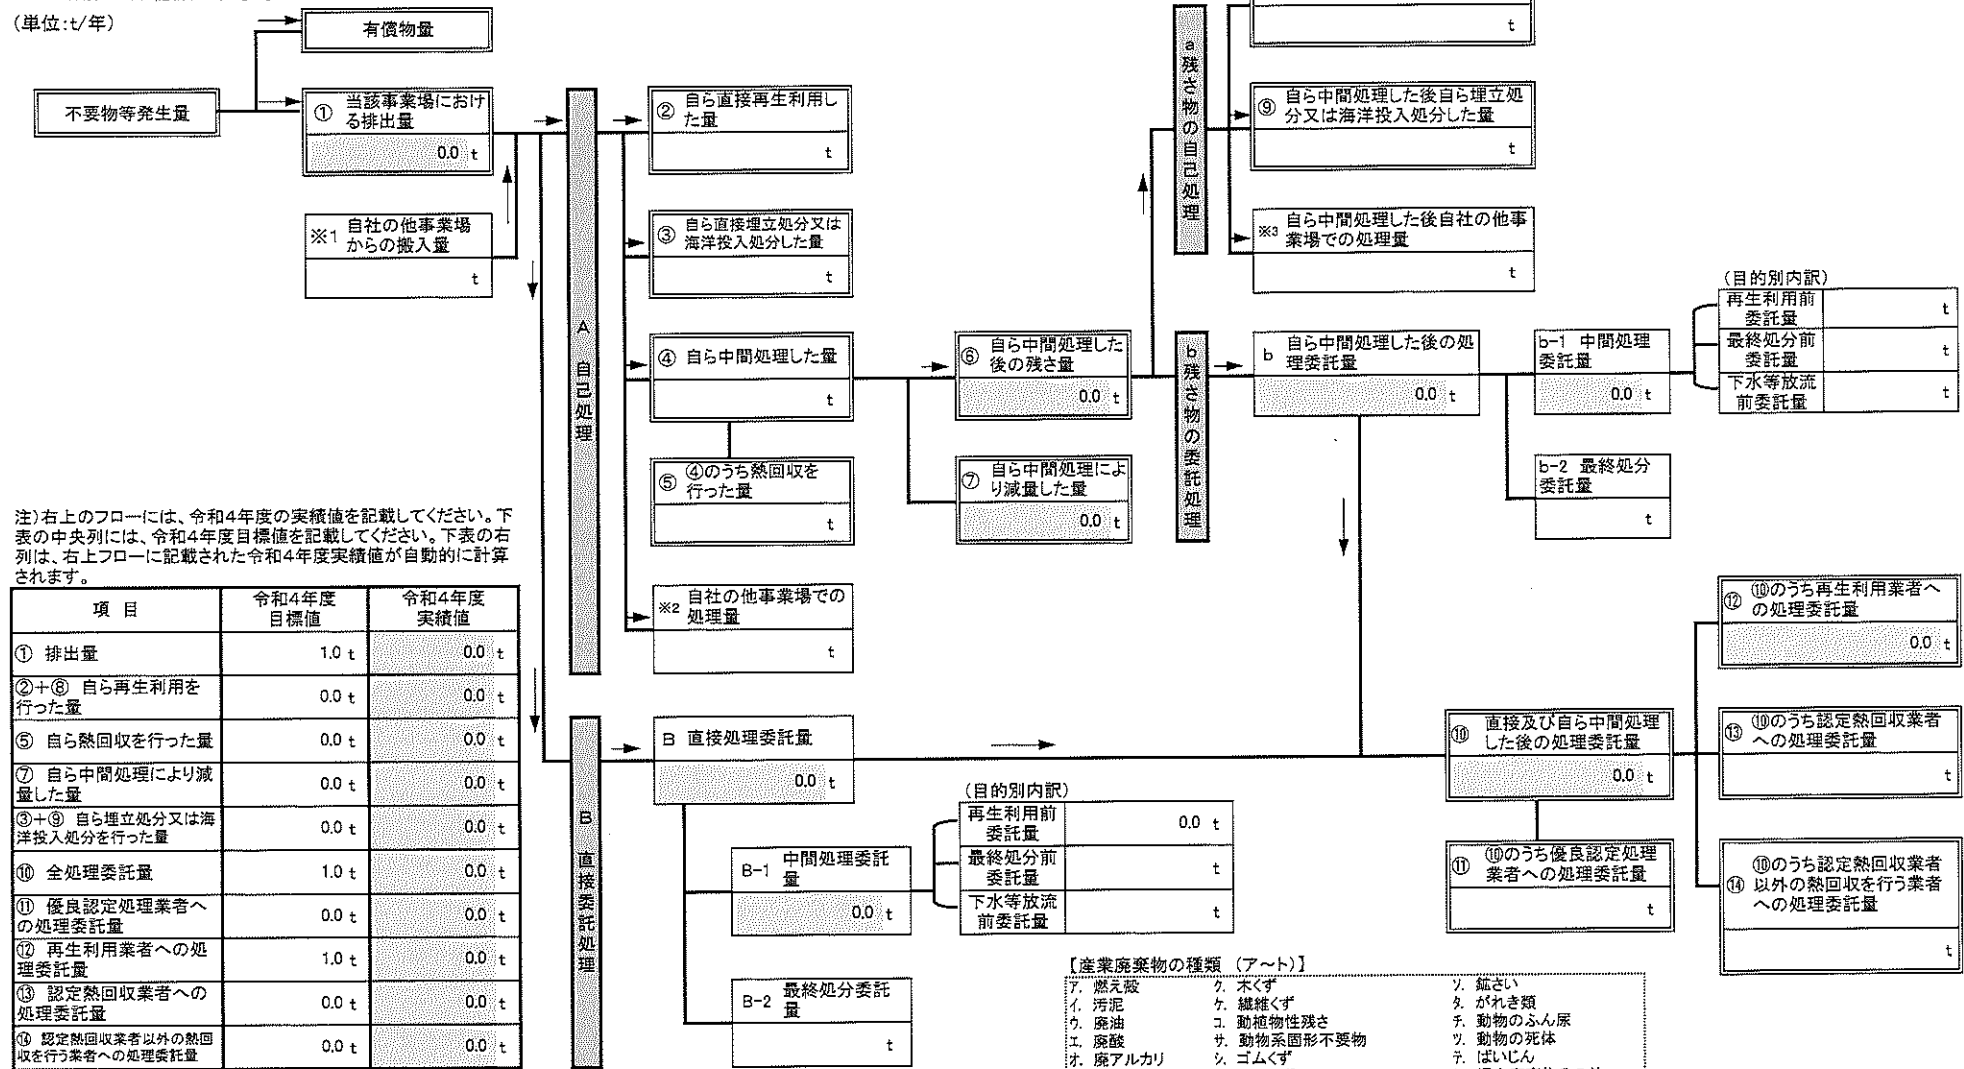 (単位:t/年)
有償物量
不要物等発生量
① 当該事業場におけ
る排出量
0.0 t
※1 自社の他事業場
からの搬入量
t
A 自己処理
② 自ら直接再生利用し
た量
t
③ 自ら直接埋立処分又は
海洋投入処分した量
t
④ 自ら中間処理した量
t
⑤ ④のうち熱回収を
行った量
t
※2 自社の他事業場での
処理量
t
⑥ 自ら中間処理した
後の残さ量
0.0 t
⑦ 自ら中間処理によ
り減量した量
0.0 t
a 残さ物の自己処理
t
⑨ 自ら中間処理した後自ら埋立処
分又は海洋投入処分した量
t
※3 自ら中間処理した後自社の他事
業場での処理量
t
b 残さ物の委託処理
b 自ら中間処理した後の処
理委託量
0.0 t
b-1 中間処理
委託量
0.0 t
b-2 最終処分
委託量
t
(目的別内訳)
再生利用前
委託量
t
最終処分前
委託量
t
下水等放流
前委託量
t
注)右上のフローには、令和4年度の実績値を記載してください。下
表の中央列には、令和4年度目標値を記載してください。下表の右
列は、右上フローに記載された令和4年度実績値が自動的に計算
されます。
項 目
令和4年度
目標値
令和4年度
実績値
① 排出量
1.0 t
0.0 t
②+⑧ 自ら再生利用を
行った量
0.0 t
0.0 t
⑤ 自ら熱回収を行った量
0.0 t
0.0 t
⑦ 自ら中間処理により減
量した量
0.0 t
0.0 t
③+⑨ 自ら埋立処分又は海
洋投入処分を行った量
0.0 t
0.0 t
⑩ 全処理委託量
1.0 t
0.0 t
⑪ 優良認定処理業者へ
の処理委託量
0.0 t
0.0 t
⑫ 再生利用業者への処
理委託量
1.0 t
0.0 t
⑬ 認定熱回収業者への
処理委託量
0.0 t
0.0 t
⑭ 認定熱回収業者以外の熱回
収を行う業者への処理委託量
0.0 t
0.0 t
B 直接委託処理
B 直接処理委託量
0.0 t
B-1 中間処理委託
量
0.0 t
B-2 最終処分委託
量
t
(目的別内訳)
再生利用前
委託量
0.0 t
最終処分前
委託量
t
下水等放流
前委託量
t
⑩ 直接及び自ら中間処理
した後の処理委託量
0.0 t
⑪ ⑩のうち優良認定処理
業者への処理委託量
t
⑫ ⑩のうち再生利用業者へ
の処理委託量
0.0 t
⑬ ⑩のうち認定熱回収業者
への処理委託量
t
⑭ ⑩のうち認定熱回収業者
以外の熱回収を行う業者
への処理委託量
t
【産業廃棄物の種類 (ア～ト)】
ア. 燃え殻
イ. 汚泥
ウ. 廃油
エ. 廃酸
オ. 廃アルカリ
ク. 木くず
ケ. 繊維くず
コ. 動植物性残さ
サ. 動物系固形不要物
シ. ゴムくず
ソ. 鉱さい
タ. がれき類
チ. 動物のふん尿
ツ. 動物の死体
テ. ばいじん